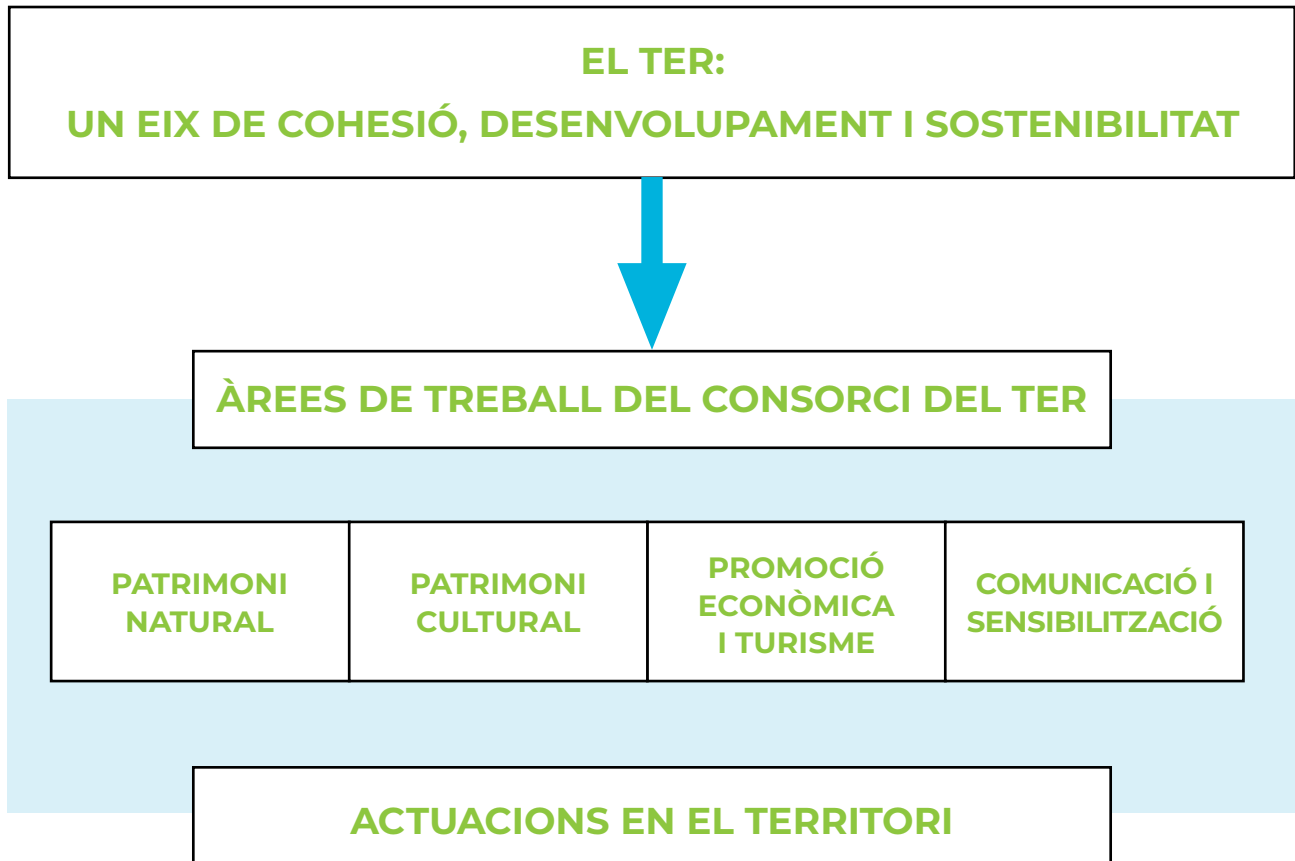 EL TER:
UN EIX DE COHESIÓ, DESENVOLUPAMENT I SOSTENIBILITAT
ÀREES DE TREBALL DEL CONSORCI DEL TER
PATRIMONI
NATURAL
PATRIMONI
CULTURAL
PROMOCIÓ
ECONÒMICA
I TURISME
COMUNICACIÓ I
SENSIBILITZACIÓ
ACTUACIONS EN EL TERRITORI